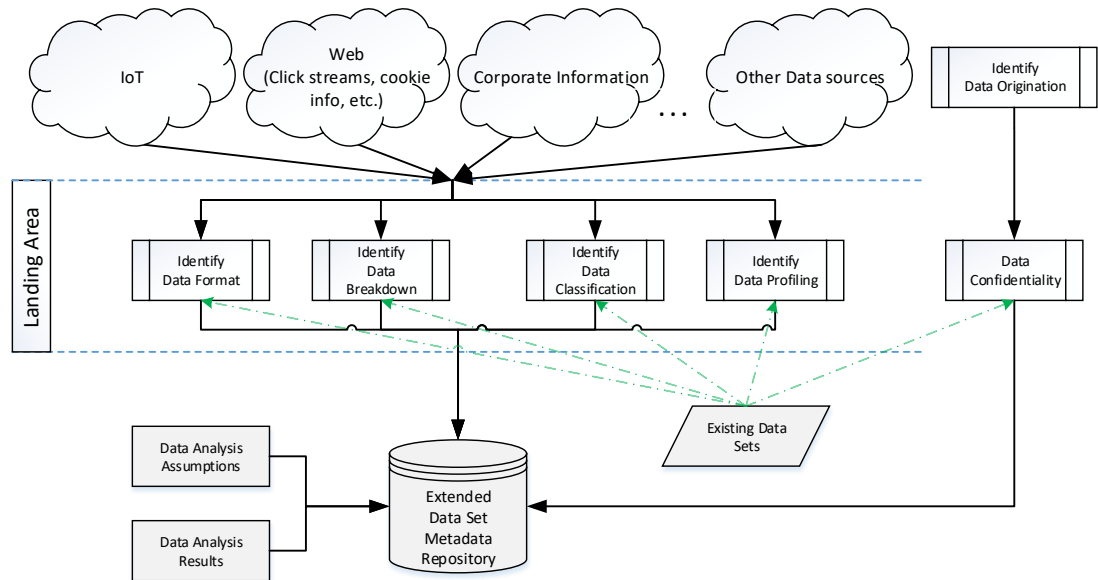 IoT
Web
(Click streams, cookie
info, etc.)
Corporate Information
...
Other Data sources
Identify
Data Origination
Landing Area
Identify
Data Format
Identify
Data
Breakdown
Identify
Data
Classification
Identify
Data Profiling
Data
Confidentiality
Existing Data
Sets
Data Analysis
Assumptions
Extended
Data Set
Metadata
Repository
Data Analysis
Results